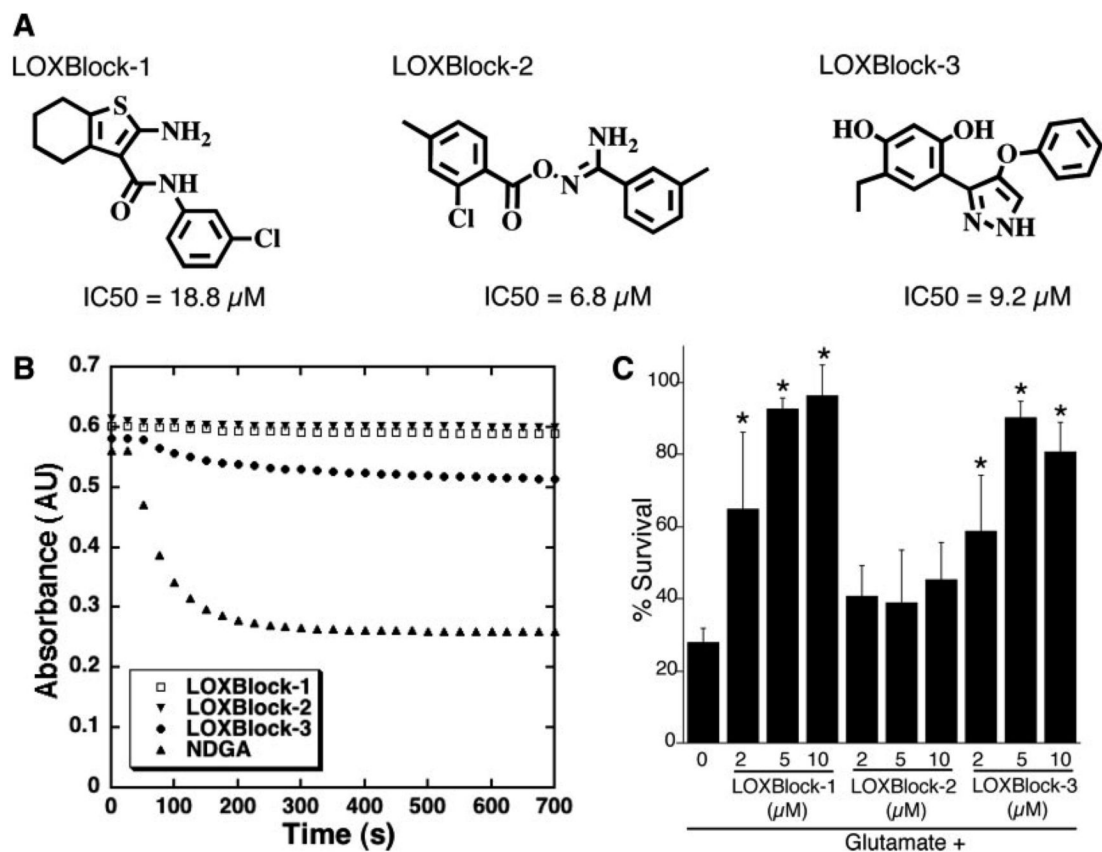 A
LOXBlock-1
LOXBlock-2
LOXBlock-3
S
NH₂
O
NH
Cl
IC50 = 18.8 µM
NH₂
O
N
Cl
O
IC50 = 6.8 µM
HO
OH
O
N
NH
IC50 = 9.2 µM
B
Absorbance (AU)
0.7
0.6
0.5
0.4
0.3
0.2
0.1
0
LOXBlock-1
LOXBlock-2
LOXBlock-3
NDGA
0 100 200 300 400 500 600 700
Time (s)
C
% Survival
100
80
60
40
20
0
* * * * * *
0 2 5 10 2 5 10 2 5 10
LOXBlock-1 LOXBlock-2 LOXBlock-3
(µM) (µM) (µM)
Glutamate +